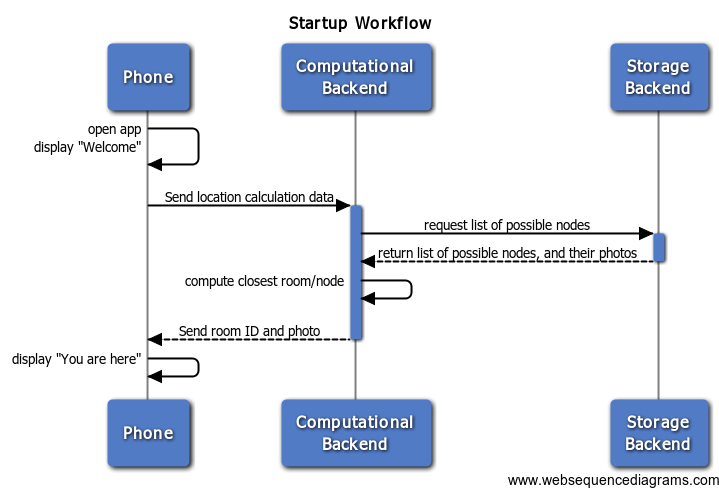 Startup Workflow
Phone
Computational
Backend
Storage
Backend
open app
display "Welcome"
Send location calculation data
request list of possible nodes
return list of possible nodes, and their photos
compute closest room/node
Send room ID and photo
display "You are here"
Phone
Computational
Backend
Storage
Backend
www.websequencediagrams.com